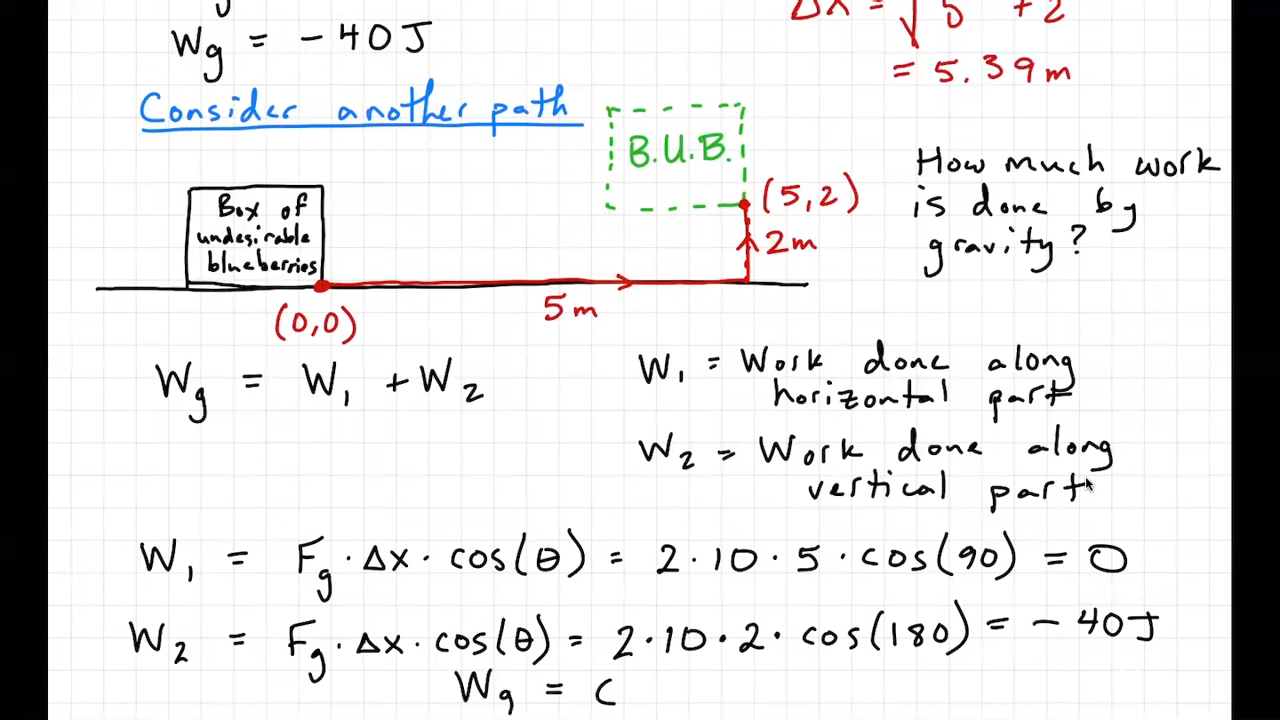 Wg = -40J
Δx = √5 +2
= 5.39m
Consider another path
B.U.B.
Box of
undesirable
blueberries
(0,0)
5m
2m
(5,2)
How much work
is done by
gravity?
Wg = W1 + W2
W1 = Work done along
horizontal part
W2 = Work done along
vertical part
W1 = Fg · Δx · cos(θ) = 2·10·5·cos(90) = 0
W2 = Fg · Δx · cos(θ) = 2·10·2·cos(180) = -40J
Wg = C